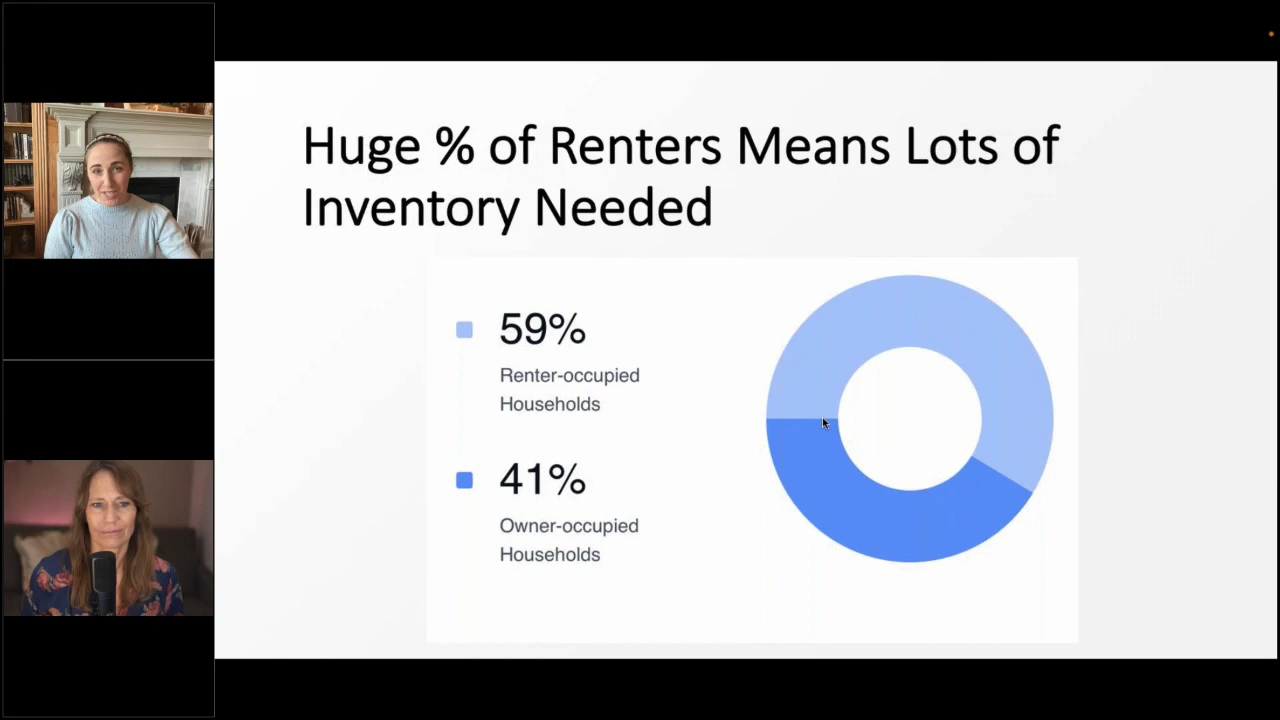 Huge % of Renters Means Lots of
Inventory Needed
59%
Renter-occupied
Households
41%
Owner-occupied
Households